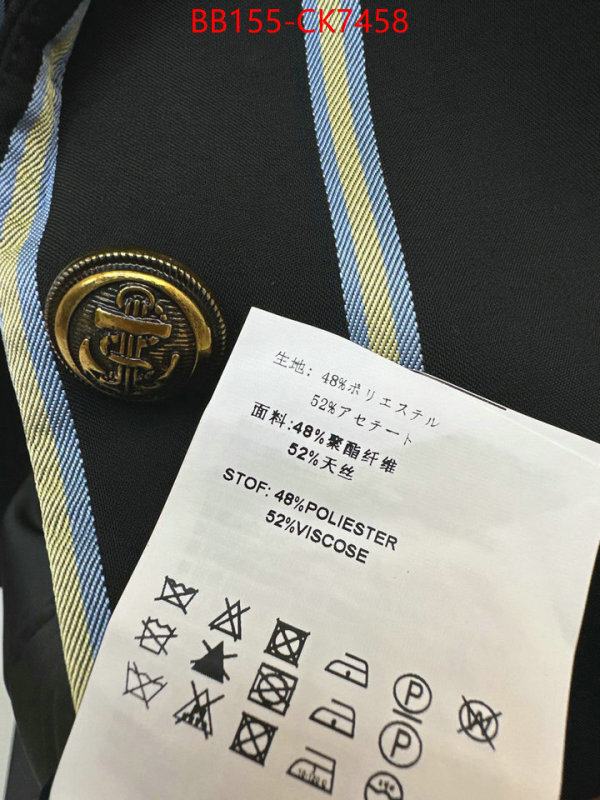 BB155-CK7458
生地: 48%ポリエステル
52%アセテート
面料:48%聚酯纤维
52%天丝
STOF: 48%POLIESTER
52%VISCOSE
P
P